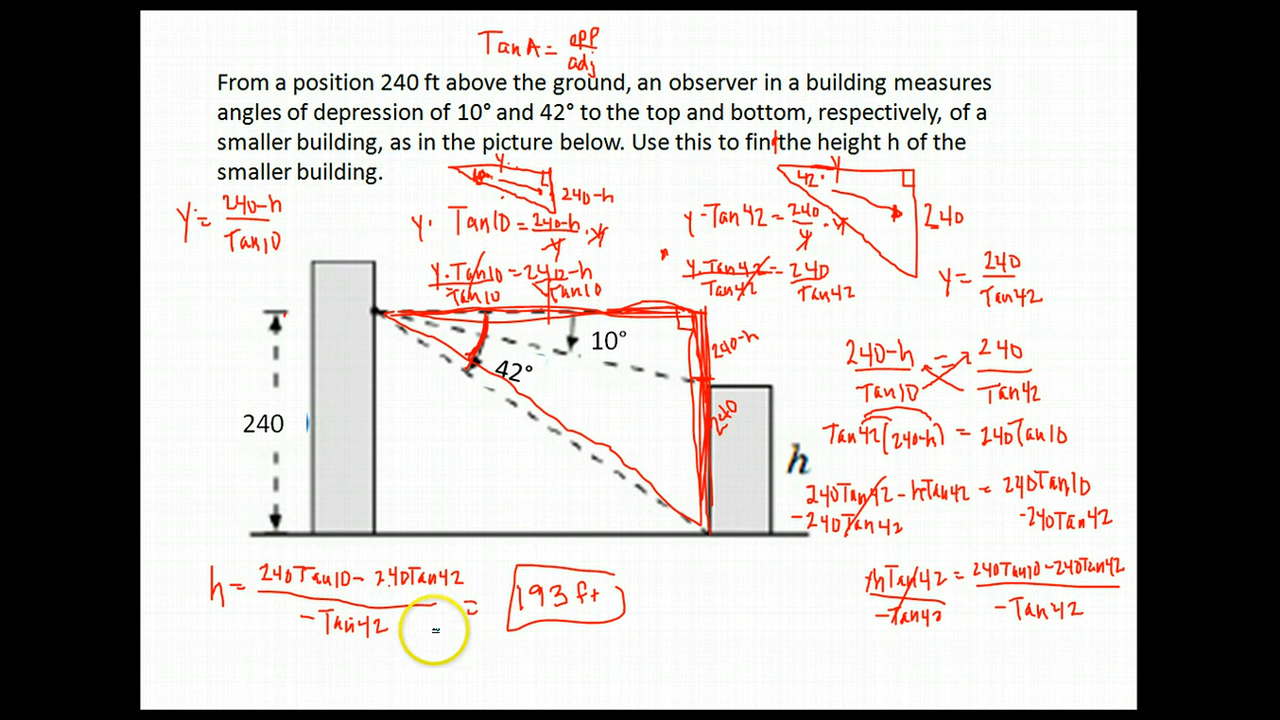 Tan A = opp/adj
From a position 240 ft above the ground, an observer in a building measures
angles of depression of 10° and 42° to the top and bottom, respectively, of a
smaller building, as in the picture below. Use this to find the height h of the
smaller building.
y = 240-h/Tan10
y
10
240-h
y · Tan10 = 240-h/y · y
y·Tan10/Tan10 = 240-h/Tan10
y
42°
240
y·Tan42 = 240/y · y
y·Tan42/Tan42 = 240/Tan42
y = 240/Tan42
10°
42°
240
240-h
240
h
240-h/Tan10 = 240/Tan42
Tan42(240-h) = 240Tan10
240Tan42 - hTan42 = 240Tan10
-240Tan42 -240Tan42
-hTan42/-Tan42 = 240Tan10-240Tan42/-Tan42
h = 240Tan10 - 240Tan42/-Tan42 = 193 ft